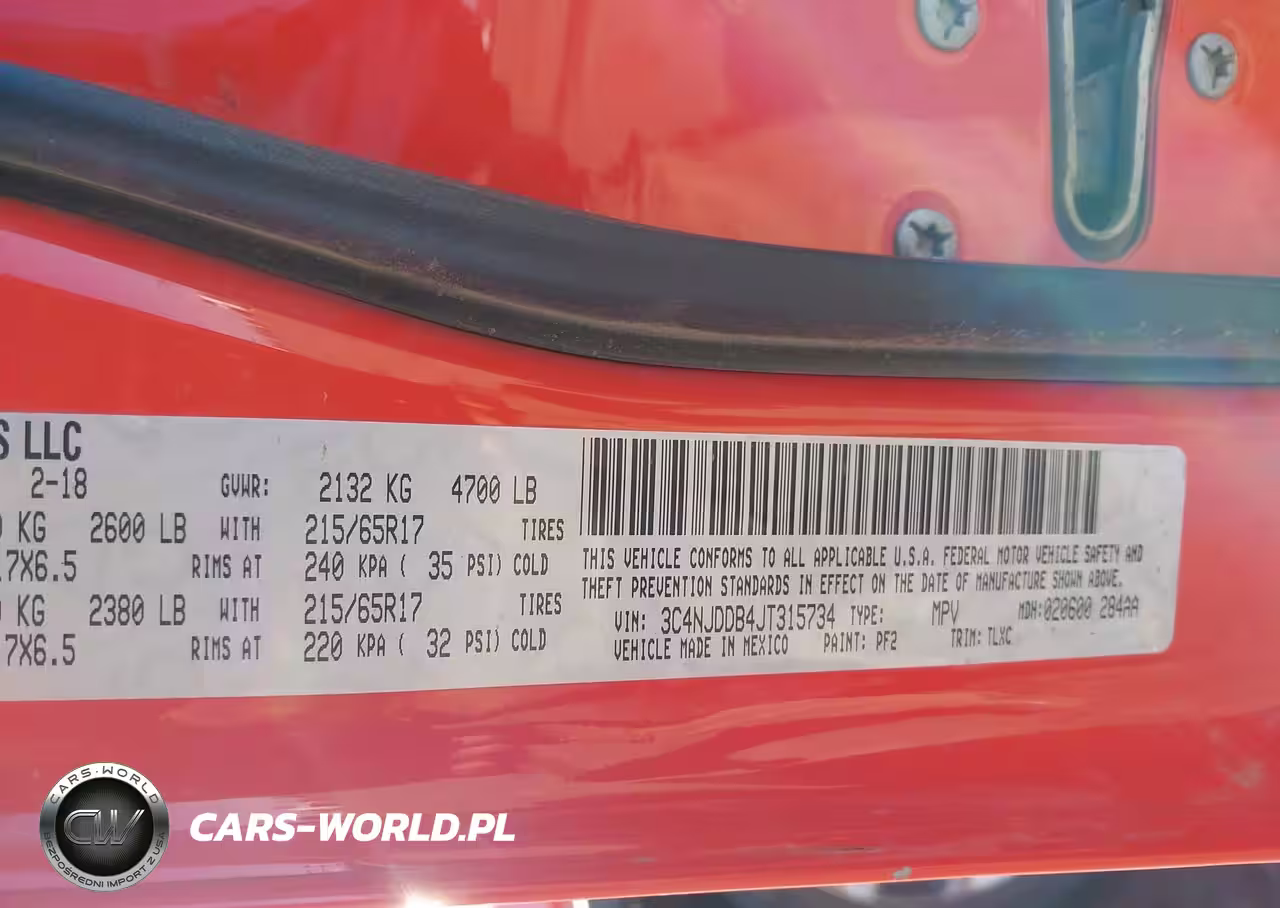 S LLC
2-18 GVWR: 2132 KG 4700 LB
KG 2600 LB WITH 215/65R17 TIRES
7X6.5 RIMS AT 240 KPA ( 35 PSI) COLD
KG 2380 LB WITH 215/65R17 TIRES
7X6.5 RIMS AT 220 KPA ( 32 PSI) COLD
THIS VEHICLE CONFORMS TO ALL APPLICABLE U.S.A. FEDERAL MOTOR VEHICLE SAFETY AND
THEFT PREVENTION STANDARDS IN EFFECT ON THE DATE OF MANUFACTURE SHOWN ABOVE.
VIN: 3C4NJDDB4JT315734 TYPE: MPV MDH:020600 284AA
VEHICLE MADE IN MEXICO PAINT: PF2 TRIM: TLXC
CARS-WORLD
CW
BEZPOŚREDNI IMPORT Z USA
CARS-WORLD.PL